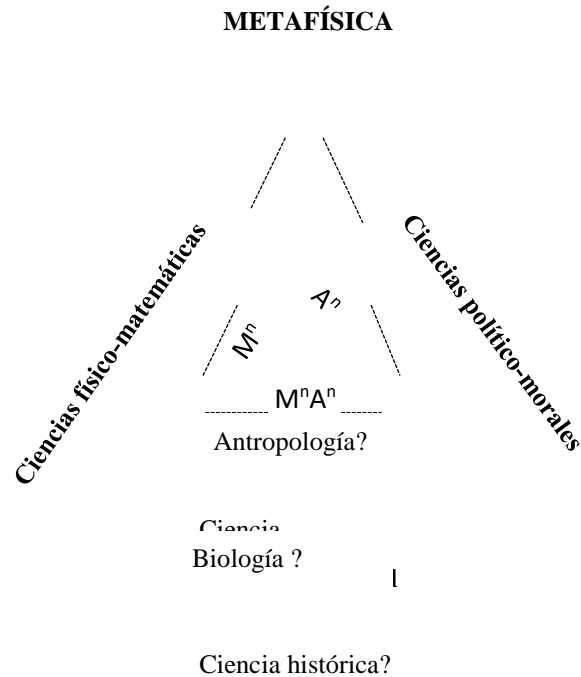 METAFÍSICA
Ciencias físico-matemáticas
Ciencias político-morales
Mⁿ
Aⁿ
MⁿAⁿ
Antropología?
Ciencia
Biología ?
Ciencia histórica?